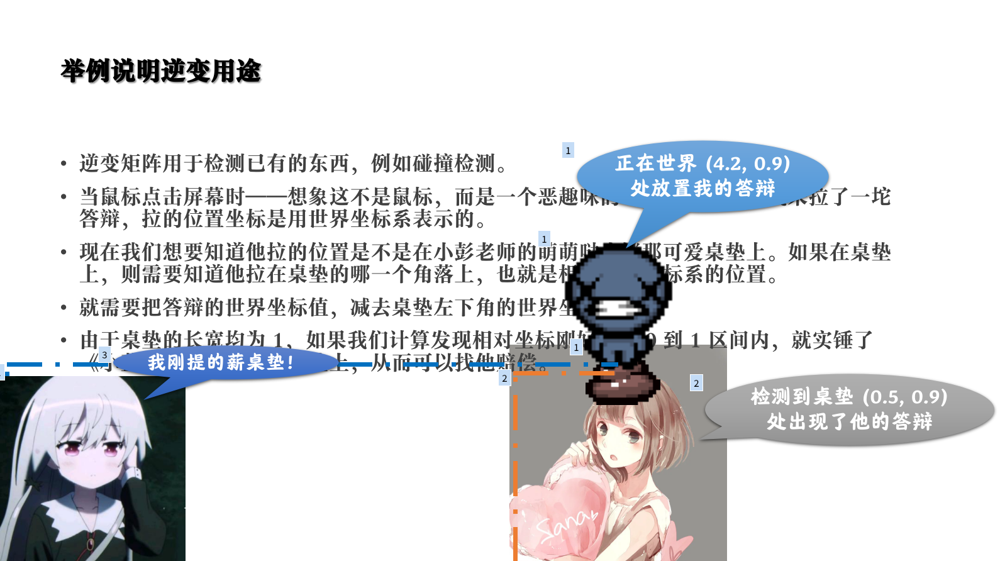 举例说明逆变用途
• 逆变矩阵用于检测已有的东西，例如碰撞检测。
• 当鼠标点击屏幕时——想象这不是鼠标，而是一个恶趣味的 来拉了一坨
答辩，拉的位置坐标是用世界坐标系表示的。
• 现在我们想要知道他拉的位置是不是在小彭老师的萌萌哒 那可爱桌垫上。如果在桌垫
上，则需要知道他拉在桌垫的哪一个角落上，也就是相 标系的位置。
• 就需要把答辩的世界坐标值，减去桌垫左下角的世界坐
• 由于桌垫的长宽均为 1，如果我们计算发现相对坐标刚好 0 到 1 区间内，就实锤了
《小 上，从而可以找他赔偿。
1
正在世界 (4.2, 0.9)
处放置我的答辩
1
1
3
我刚提的薪桌垫！
2
2
检测到桌垫 (0.5, 0.9)
处出现了他的答辩
Sana